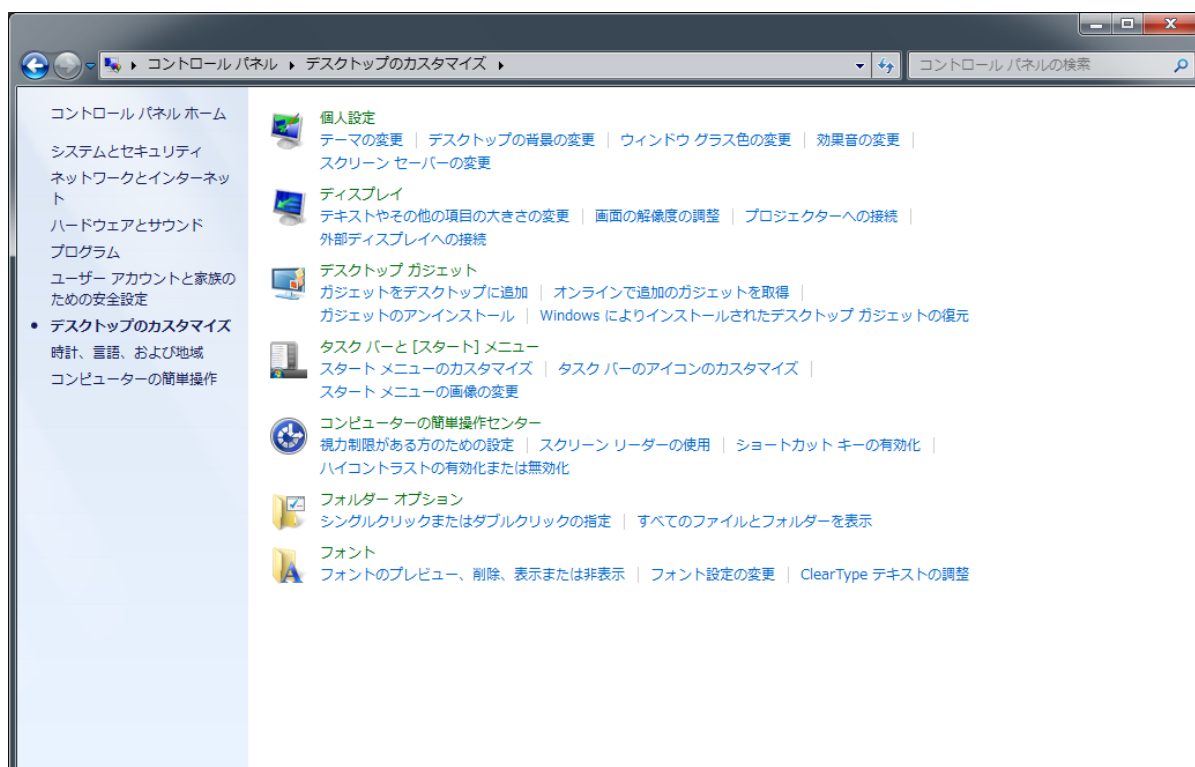 コントロール パネル ▸ デスクトップのカスタマイズ ▸
コントロール パネルの検索
コントロール パネル ホーム
システムとセキュリティ
ネットワークとインターネッ
ト
ハードウェアとサウンド
プログラム
ユーザー アカウントと家族の
ための安全設定
• デスクトップのカスタマイズ
時計、言語、および地域
コンピューターの簡単操作
個人設定
テーマの変更 | デスクトップの背景の変更 | ウィンドウ グラス色の変更 | 効果音の変更 |
スクリーン セーバーの変更
ディスプレイ
テキストやその他の項目の大きさの変更 | 画面の解像度の調整 | プロジェクターへの接続 |
外部ディスプレイへの接続
デスクトップ ガジェット
ガジェットをデスクトップに追加 | オンラインで追加のガジェットを取得 |
ガジェットのアンインストール | Windows によりインストールされたデスクトップ ガジェットの復元
タスク バーと [スタート] メニュー
スタート メニューのカスタマイズ | タスク バーのアイコンのカスタマイズ |
スタート メニューの画像の変更
コンピューターの簡単操作センター
視力制限がある方のための設定 | スクリーン リーダーの使用 | ショートカット キーの有効化 |
ハイコントラストの有効化または無効化
フォルダー オプション
シングルクリックまたはダブルクリックの指定 | すべてのファイルとフォルダーを表示
フォント
フォントのプレビュー、削除、表示または非表示 | フォント設定の変更 | ClearType テキストの調整